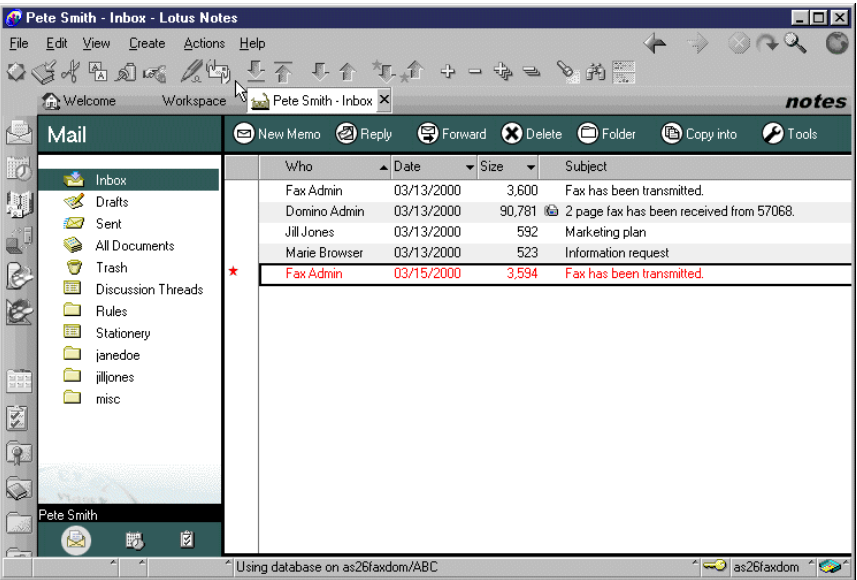 Pete Smith - Inbox - Lotus Notes
File Edit View Create Actions Help
Welcome Workspace Pete Smith - Inbox notes
Mail New Memo Reply Forward Delete Folder Copy into Tools
Who Date Size Subject
Inbox
Drafts
Sent
All Documents
Trash
Discussion Threads
Rules
Stationery
janedoe
jilljones
misc
Fax Admin 03/13/2000 3,600 Fax has been transmitted.
Domino Admin 03/13/2000 90,781 2 page fax has been received from 57068.
Jill Jones 03/13/2000 592 Marketing plan
Marie Browser 03/13/2000 523 Information request
Fax Admin 03/15/2000 3,594 Fax has been transmitted.
Pete Smith
Using database on as26faxdom/ABC as26faxdom